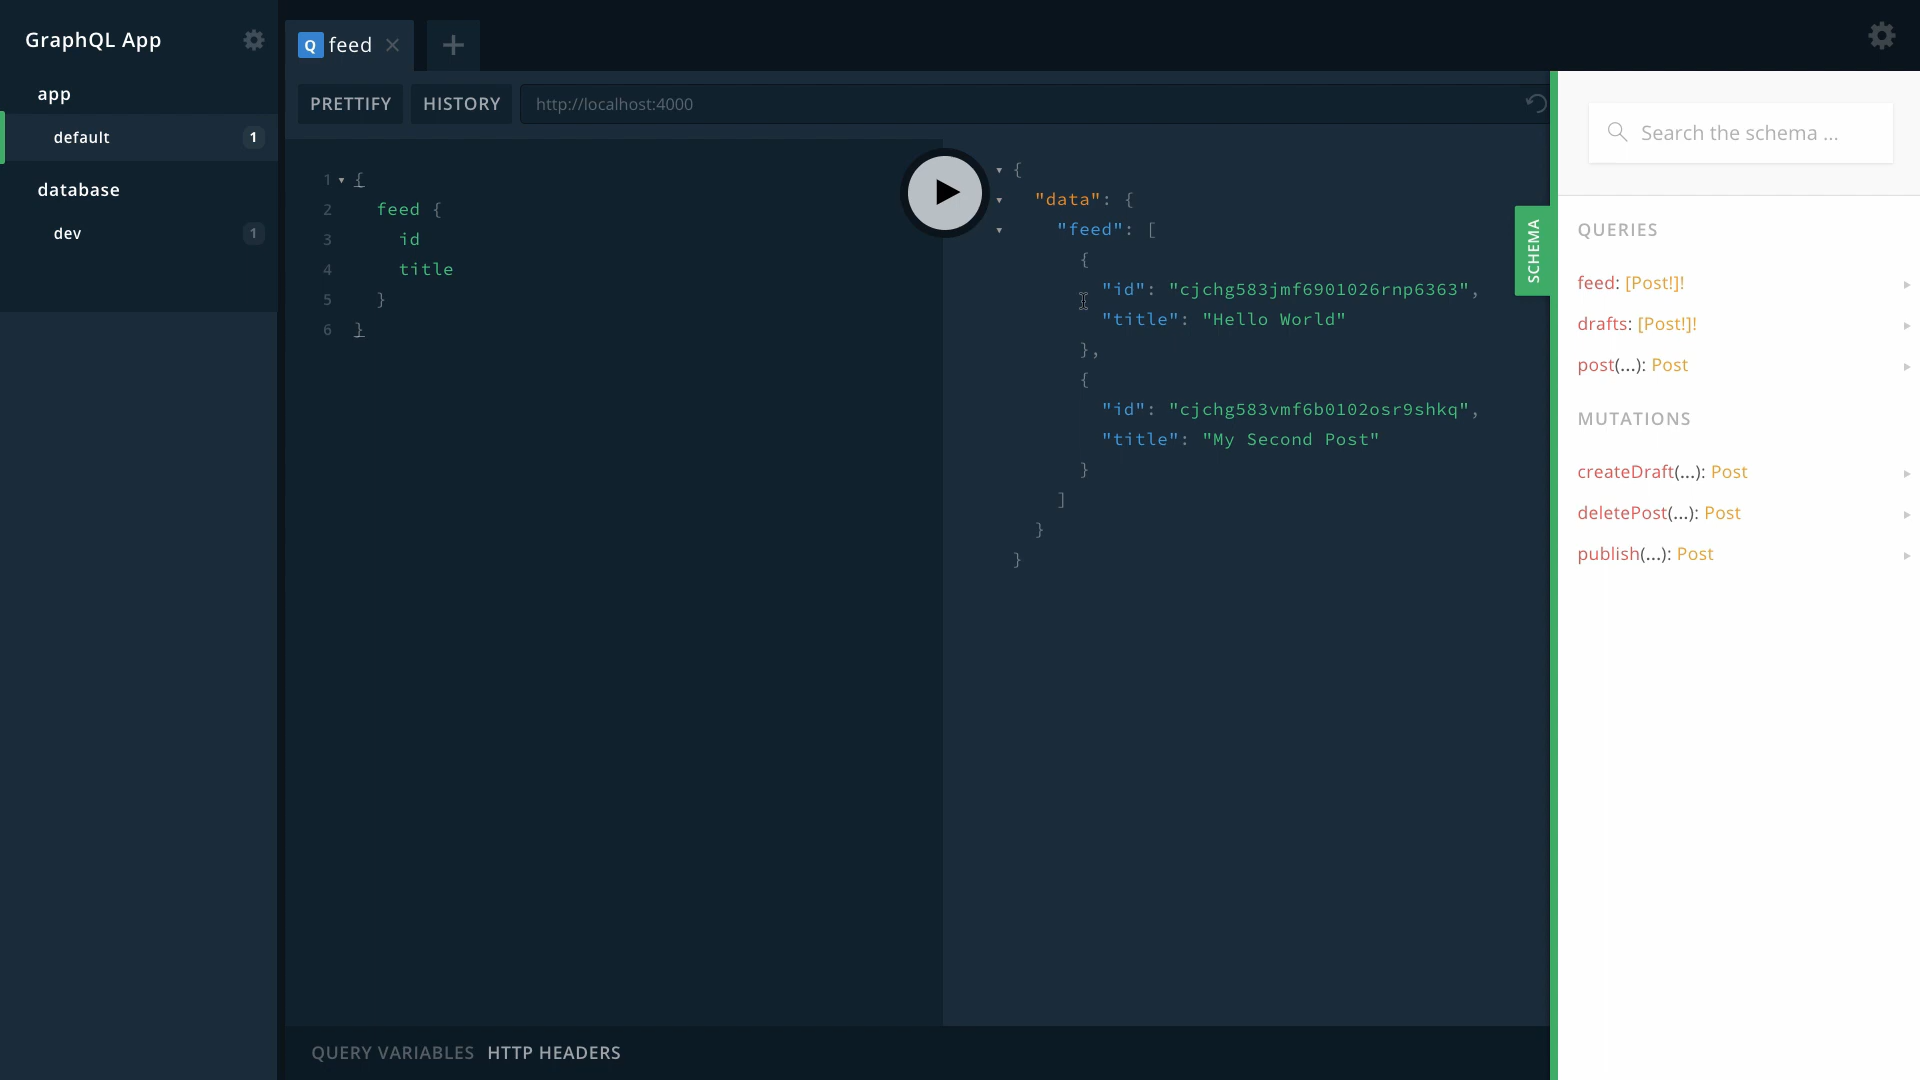 GraphQL App
app
default 1
database
dev 1
Q feed
PRETTIFY HISTORY http://localhost:4000
1 {
2 feed {
3 id
4 title
5 }
6 }
{
"data": {
"feed": [
{
"id": "cjchg583jmf6901026rnp6363",
"title": "Hello World"
},
{
"id": "cjchg583vmf6b0102osr9shkq",
"title": "My Second Post"
}
]
}
}
SCHEMA
Search the schema ...
QUERIES
feed: [Post!]!
drafts: [Post!]!
post(...): Post
MUTATIONS
createDraft(...): Post
deletePost(...): Post
publish(...): Post
QUERY VARIABLES HTTP HEADERS